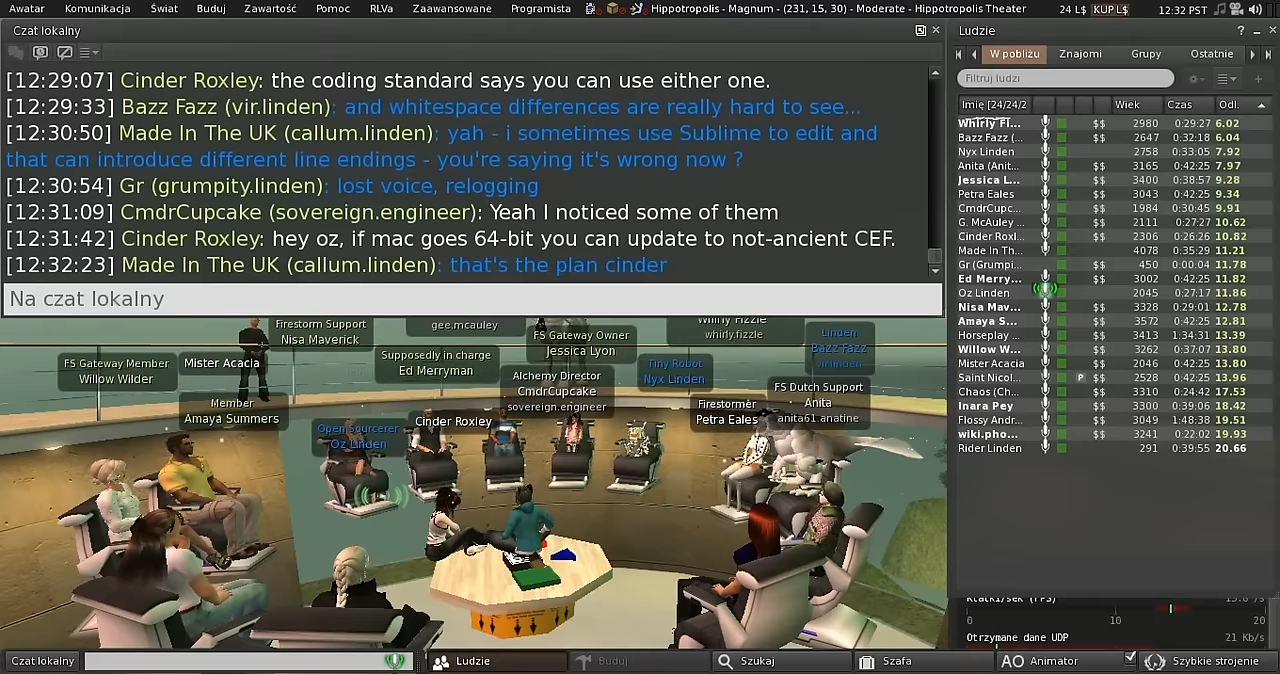 Awatar Komunikacja Świat Buduj Zawartość Pomoc RLVa Zaawansowane Programista Hippotropolis - Magnum - (231, 15, 30) - Moderate - Hippotropolis Theater 24 L$ KUP L$ 12:32 PST
Czat lokalny
[12:29:07] Cinder Roxley: the coding standard says you can use either one.
[12:29:33] Bazz Fazz (vir.linden): and whitespace differences are really hard to see...
[12:30:50] Made In The UK (callum.linden): yah - i sometimes use Sublime to edit and
that can introduce different line endings - you're saying it's wrong now ?
[12:30:54] Gr (grumpity.linden): lost voice, relogging
[12:31:09] CmdrCupcake (sovereign.engineer): Yeah I noticed some of them
[12:31:42] Cinder Roxley: hey oz, if mac goes 64-bit you can update to not-ancient CEF.
[12:32:23] Made In The UK (callum.linden): that's the plan cinder
Na czat lokalny
Firestorm Support
Nisa Maverick
gee.mcauley
FS Gateway Owner
Jessica Lyon
Whirly Fizzle
whirly.fizzle
Linden
Bazz Fazz
vir.linden
FS Gateway Member
Willow Wilder
Mister Acacia
Supposedly in charge
Ed Merryman
Alchemy Director
CmdrCupcake
sovereign.engineer
Tiny Robot
Nyx Linden
FS Dutch Support
Anita
anita61.anatine
Member
Amaya Summers
Open Sourcerer
Oz Linden
Cinder Roxley
Firestormèr
Petra Eales
Ludzie
W pobliżu Znajomi Grupy Ostatnie
Filtruj ludzi
Imię [24/24/2 Wiek Czas Odl.
Whirly Fi... $$ 2980 0:29:27 6.02
Bazz Fazz (... $$ 2647 0:32:18 6.04
Nyx Linden 2758 0:33:05 7.92
Anita (Anit... $$ 3165 0:42:25 7.97
Jessica L... $$ 3400 0:38:57 9.28
Petra Eales $$ 3043 0:42:25 9.34
CmdrCupc... $$ 1984 0:30:45 9.91
G. McAuley ... $$ 2111 0:27:27 10.62
Cinder Roxl... $$ 2306 0:26:26 10.82
Made In Th... 4078 0:35:29 11.21
Gr (Grumpi... $$ 450 0:00:04 11.78
Ed Merry... $$ 3002 0:42:25 11.82
Oz Linden 2045 0:27:17 11.86
Nisa Mav... $$ 3328 0:29:01 12.78
Amaya S... $$ 3572 0:42:25 12.81
Horseplay ... $$ 3413 1:34:31 13.39
Willow W... $$ 3262 0:37:07 13.80
Mister Acacia $$ 2046 0:42:25 13.80
Saint Nicol... P $$ 2528 0:42:25 13.96
Chaos (Ch... $$ 3310 0:24:42 17.53
Inara Pey $$ 3300 0:39:06 18.42
Flossy Andr... $$ 3049 1:48:38 19.51
wiki.pho... $$ 3241 0:22:02 19.93
Rider Linden 291 0:39:55 20.66
Klatki/sek (FPS)
0 10 20
Otrzymane dane UDP 21 Kb/s
Czat lokalny Ludzie Buduj Szukaj Szafa AO Animator Szybkie strojenie